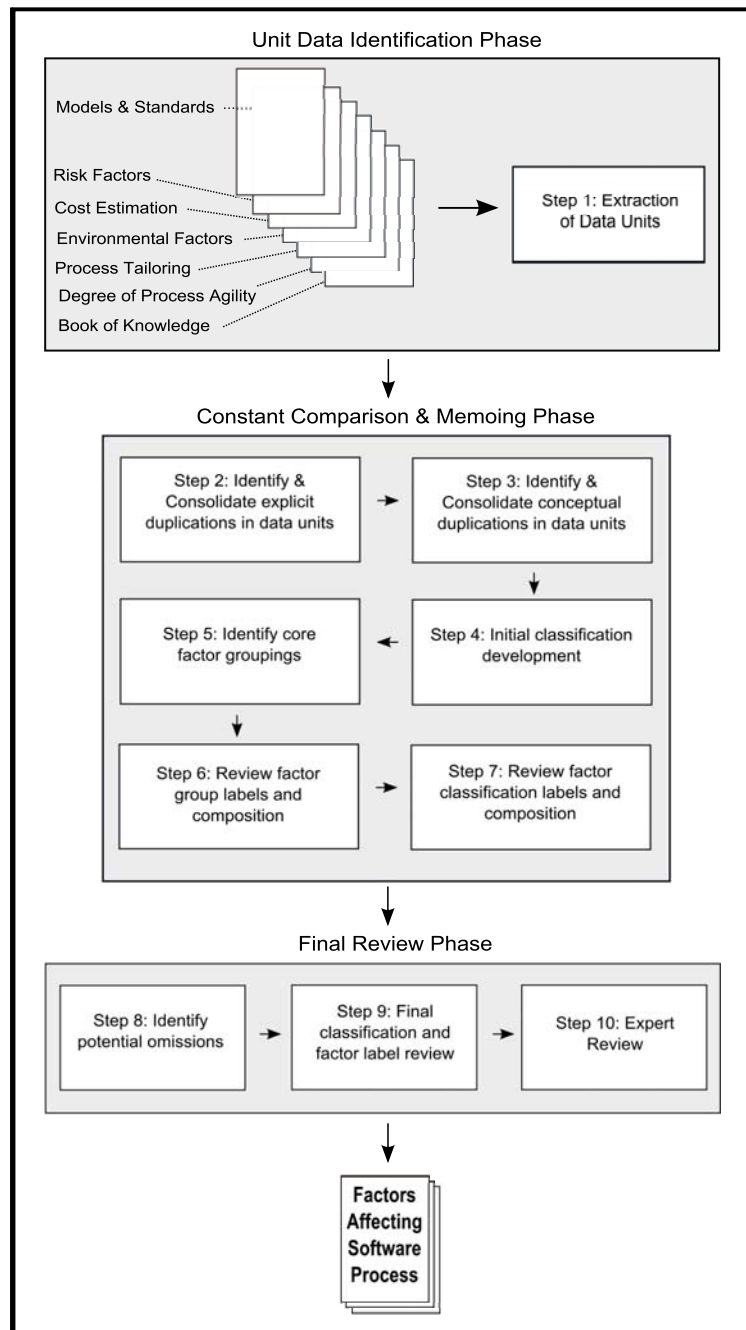 Unit Data Identification Phase
Models & Standards
Risk Factors
Cost Estimation
Environmental Factors
Process Tailoring
Degree of Process Agility
Book of Knowledge
Step 1: Extraction
of Data Units
Constant Comparison & Memoing Phase
Step 2: Identify &
Consolidate explicit
duplications in data units
Step 3: Identify &
Consolidate conceptual
duplications in data units
Step 5: Identify core
factor groupings
Step 4: Initial classification
development
Step 6: Review factor
group labels and
composition
Step 7: Review factor
classification labels and
composition
Final Review Phase
Step 8: Identify
potential omissions
Step 9: Final
classification and
factor label review
Step 10: Expert
Review
Factors
Affecting
Software
Process